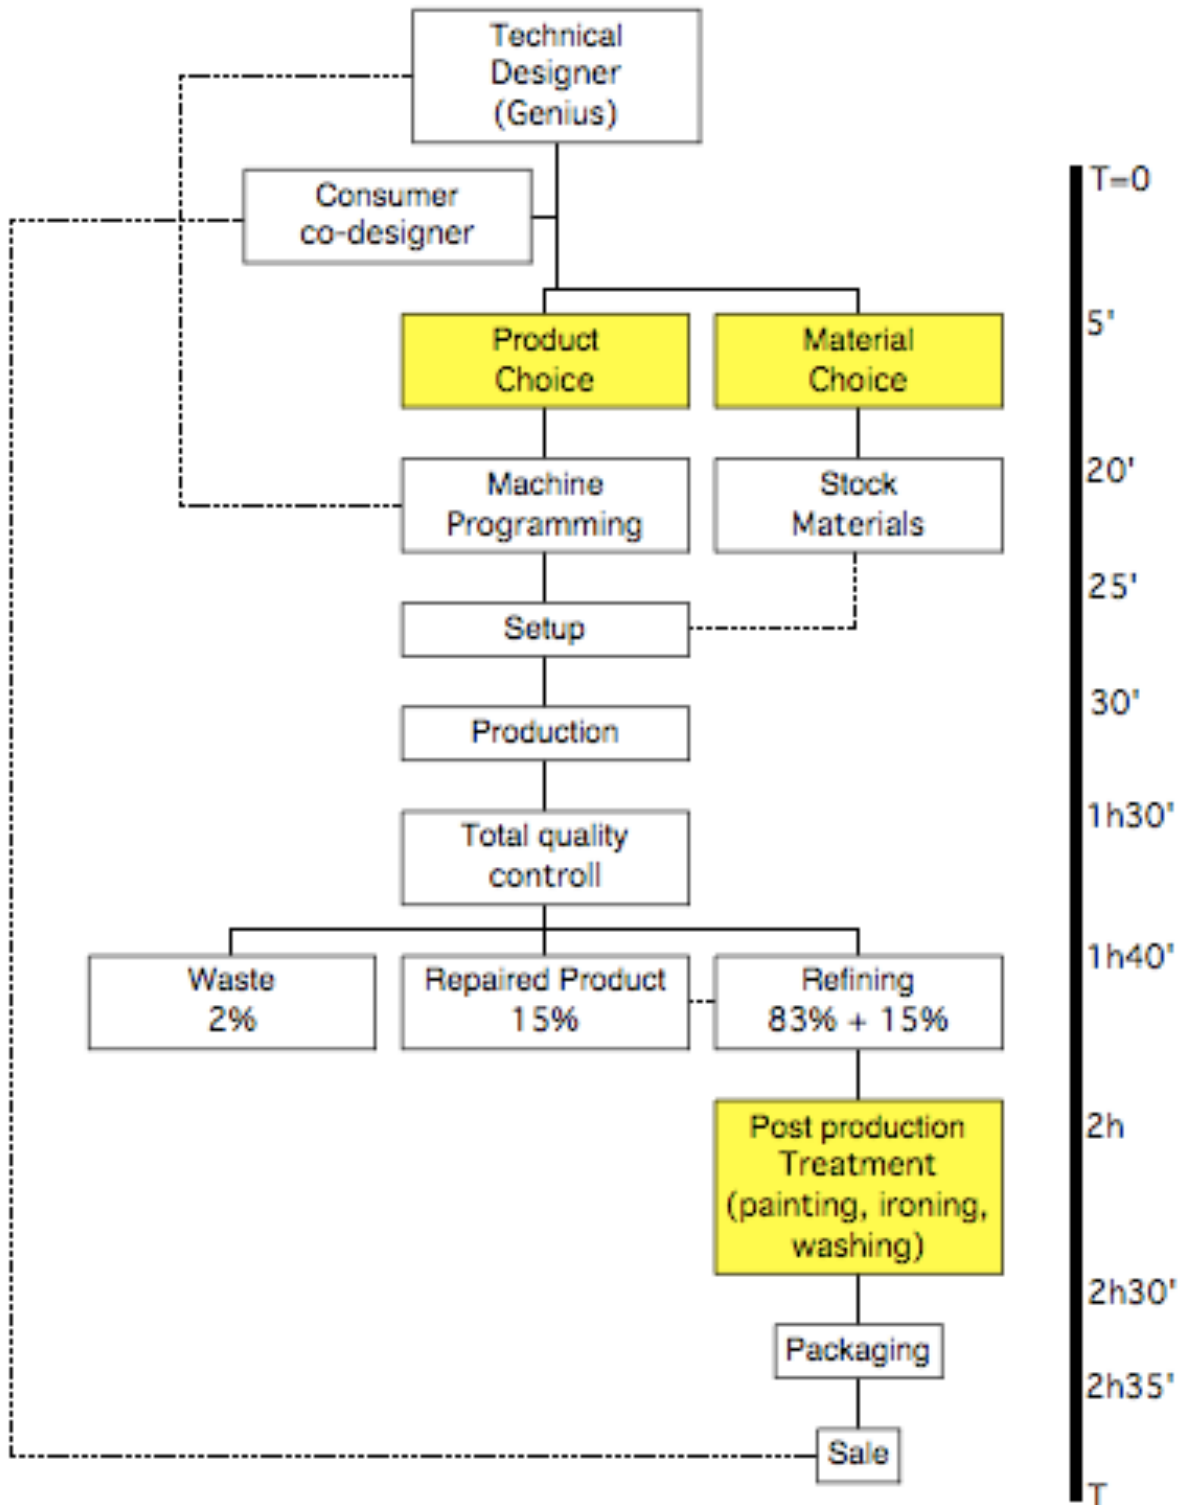 Technical
Designer
(Genius)
Consumer
co-designer
T=0
5'
Product
Choice
Material
Choice
20'
Machine
Programming
Stock
Materials
25'
Setup
30'
Production
1h30'
Total quality
controll
1h40'
Waste
2%
Repaired Product
15%
Refining
83% + 15%
2h
Post production
Treatment
(painting, ironing,
washing)
2h30'
Packaging
2h35'
Sale
T